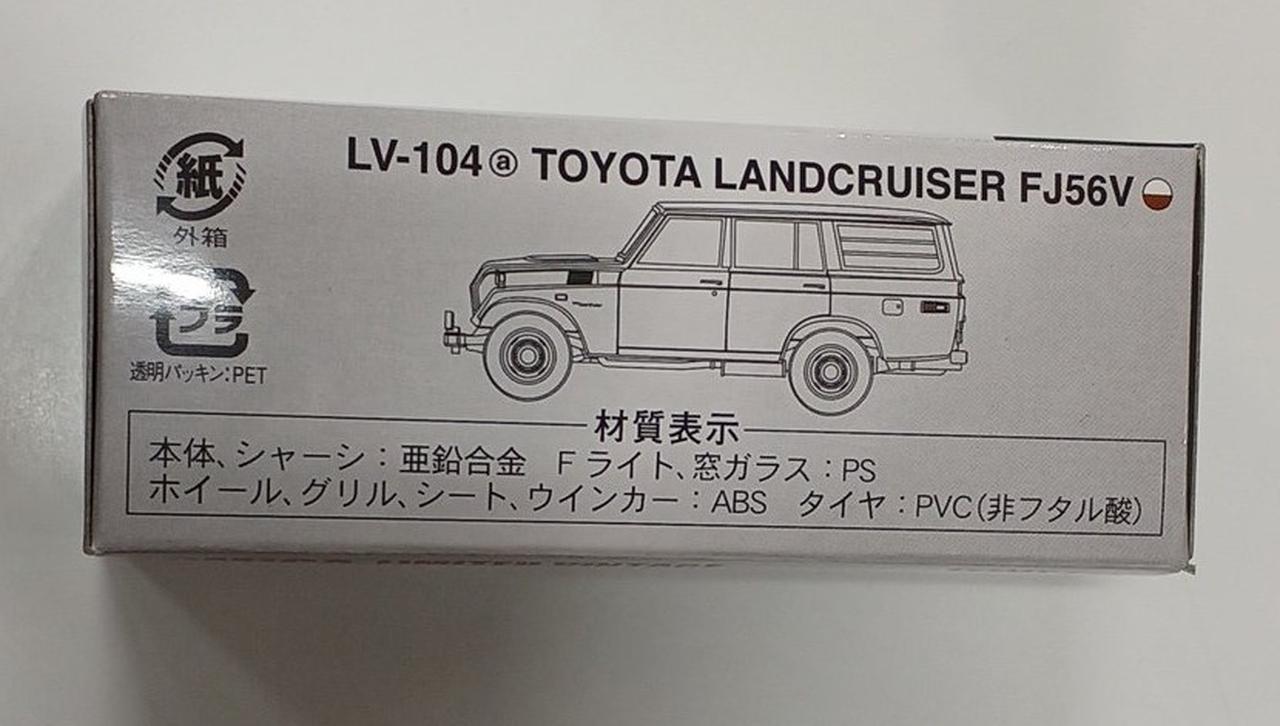 LV-104ⓐ TOYOTA LANDCRUISER FJ56V
紙
外箱
プラ
透明パッキン:PET
材質表示
本体、シャーシ:亜鉛合金 Fライト、窓ガラス:PS
ホイール、グリル、シート、ウインカー:ABS タイヤ:PVC(非フタル酸)